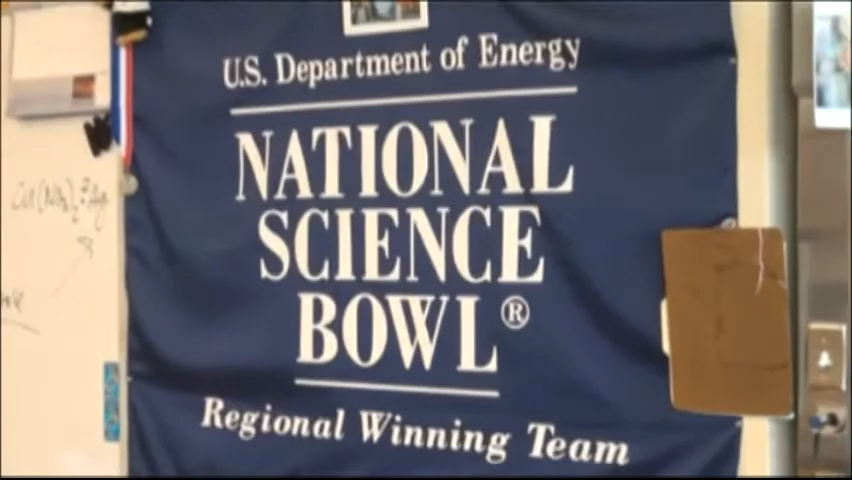 U.S. Department of Energy
NATIONAL
SCIENCE
BOWL®
Regional Winning Team